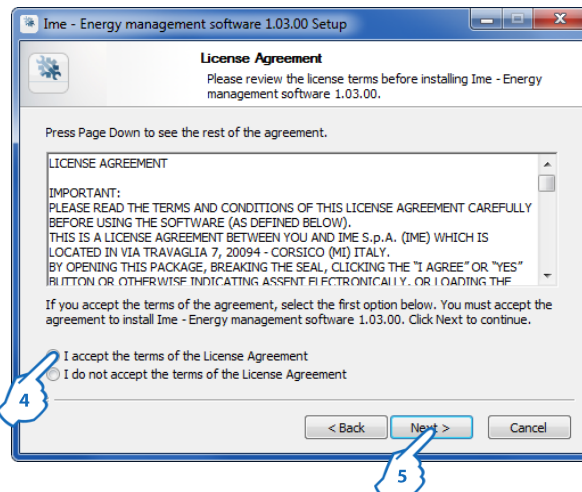 Ime - Energy management software 1.03.00 Setup
License Agreement
Please review the license terms before installing Ime - Energy
management software 1.03.00.
Press Page Down to see the rest of the agreement.
LICENSE AGREEMENT
IMPORTANT:
PLEASE READ THE TERMS AND CONDITIONS OF THIS LICENSE AGREEMENT CAREFULLY
BEFORE USING THE SOFTWARE (AS DEFINED BELOW).
THIS IS A LICENSE AGREEMENT BETWEEN YOU AND IME S.p.A. (IME) WHICH IS
LOCATED IN VIA TRAVAGLIA 7, 20094 - CORSICO (MI) ITALY.
BY OPENING THIS PACKAGE, BREAKING THE SEAL, CLICKING THE "I AGREE" OR "YES"
BUTTON OR OTHERWISE INDICATING ASSENT ELECTRONICALLY, OR LOADING THE
If you accept the terms of the agreement, select the first option below. You must accept the
agreement to install Ime - Energy management software 1.03.00. Click Next to continue.
I accept the terms of the License Agreement
I do not accept the terms of the License Agreement
4
< Back Next > Cancel
5